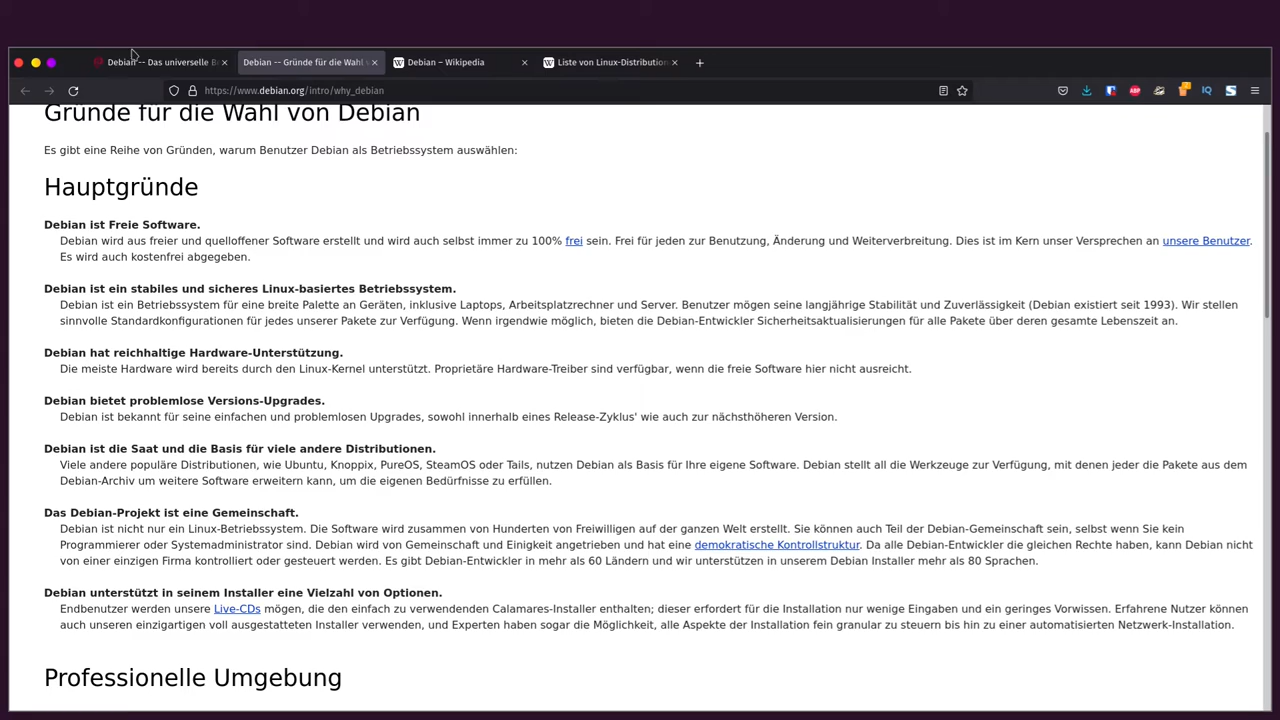 Debian -- Das universelle Be
Debian -- Gründe für die Wahl v
Debian – Wikipedia
Liste von Linux-Distribution
https://www.debian.org/intro/why_debian
ABP
IQ
S
Gründe für die Wahl von Debian
Es gibt eine Reihe von Gründen, warum Benutzer Debian als Betriebssystem auswählen:
Hauptgründe
Debian ist Freie Software.
Debian wird aus freier und quelloffener Software erstellt und wird auch selbst immer zu 100% frei sein. Frei für jeden zur Benutzung, Änderung und Weiterverbreitung. Dies ist im Kern unser Versprechen an unsere Benutzer.
Es wird auch kostenfrei abgegeben.
Debian ist ein stabiles und sicheres Linux-basiertes Betriebssystem.
Debian ist ein Betriebssystem für eine breite Palette an Geräten, inklusive Laptops, Arbeitsplatzrechner und Server. Benutzer mögen seine langjährige Stabilität und Zuverlässigkeit (Debian existiert seit 1993). Wir stellen
sinnvolle Standardkonfigurationen für jedes unserer Pakete zur Verfügung. Wenn irgendwie möglich, bieten die Debian-Entwickler Sicherheitsaktualisierungen für alle Pakete über deren gesamte Lebenszeit an.
Debian hat reichhaltige Hardware-Unterstützung.
Die meiste Hardware wird bereits durch den Linux-Kernel unterstützt. Proprietäre Hardware-Treiber sind verfügbar, wenn die freie Software hier nicht ausreicht.
Debian bietet problemlose Versions-Upgrades.
Debian ist bekannt für seine einfachen und problemlosen Upgrades, sowohl innerhalb eines Release-Zyklus' wie auch zur nächsthöheren Version.
Debian ist die Saat und die Basis für viele andere Distributionen.
Viele andere populäre Distributionen, wie Ubuntu, Knoppix, PureOS, SteamOS oder Tails, nutzen Debian als Basis für Ihre eigene Software. Debian stellt all die Werkzeuge zur Verfügung, mit denen jeder die Pakete aus dem
Debian-Archiv um weitere Software erweitern kann, um die eigenen Bedürfnisse zu erfüllen.
Das Debian-Projekt ist eine Gemeinschaft.
Debian ist nicht nur ein Linux-Betriebssystem. Die Software wird zusammen von Hunderten von Freiwilligen auf der ganzen Welt erstellt. Sie können auch Teil der Debian-Gemeinschaft sein, selbst wenn Sie kein
Programmierer oder Systemadministrator sind. Debian wird von Gemeinschaft und Einigkeit angetrieben und hat eine demokratische Kontrollstruktur. Da alle Debian-Entwickler die gleichen Rechte haben, kann Debian nicht
von einer einzigen Firma kontrolliert oder gesteuert werden. Es gibt Debian-Entwickler in mehr als 60 Ländern und wir unterstützen in unserem Debian Installer mehr als 80 Sprachen.
Debian unterstützt in seinem Installer eine Vielzahl von Optionen.
Endbenutzer werden unsere Live-CDs mögen, die den einfach zu verwendenden Calamares-Installer enthalten; dieser erfordert für die Installation nur wenige Eingaben und ein geringes Vorwissen. Erfahrene Nutzer können
auch unseren einzigartigen voll ausgestatteten Installer verwenden, und Experten haben sogar die Möglichkeit, alle Aspekte der Installation fein granular zu steuern bis hin zu einer automatisierten Netzwerk-Installation.
Professionelle Umgebung